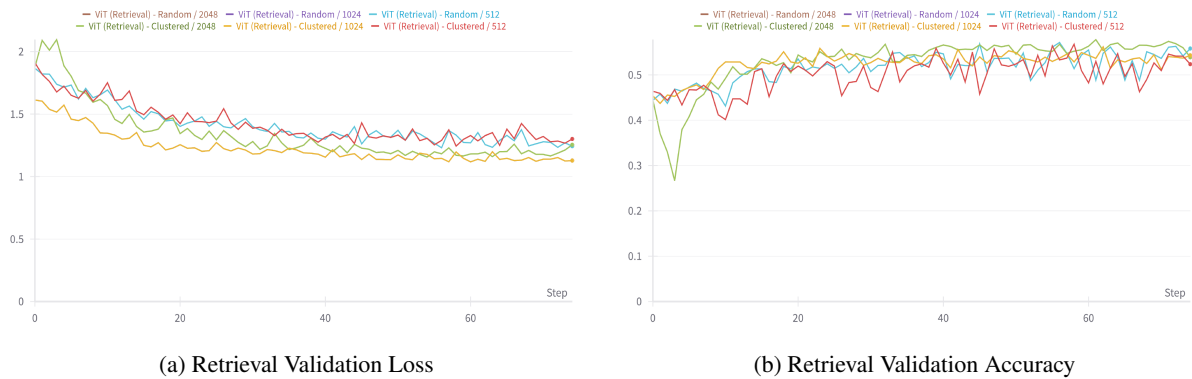 ViT (Retrieval) - Random / 2048 ViT (Retrieval) - Random / 1024 ViT (Retrieval) - Random / 512
ViT (Retrieval) - Clustered / 2048 ViT (Retrieval) - Clustered / 1024 ViT (Retrieval) - Clustered / 512
2
1.5
1
0.5
0
Step
0 20 40 60
(a) Retrieval Validation Loss
ViT (Retrieval) - Random / 2048 ViT (Retrieval) - Random / 1024 ViT (Retrieval) - Random / 512
ViT (Retrieval) - Clustered / 2048 ViT (Retrieval) - Clustered / 1024 ViT (Retrieval) - Clustered / 512
0.5
0.4
0.3
0.2
0.1
0
Step
0 20 40 60
(b) Retrieval Validation Accuracy